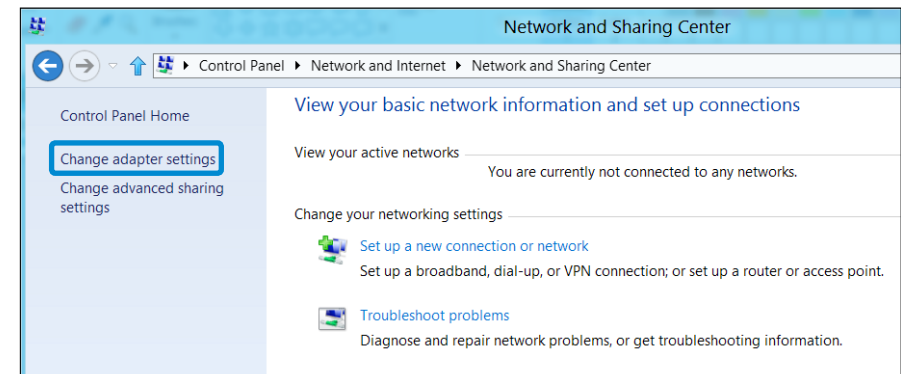 Network and Sharing Center
Control Panel Network and Internet Network and Sharing Center
Control Panel Home
Change adapter settings
Change advanced sharing
settings
View your basic network information and set up connections
View your active networks
You are currently not connected to any networks.
Change your networking settings
Set up a new connection or network
Set up a broadband, dial-up, or VPN connection; or set up a router or access point.
Troubleshoot problems
Diagnose and repair network problems, or get troubleshooting information.